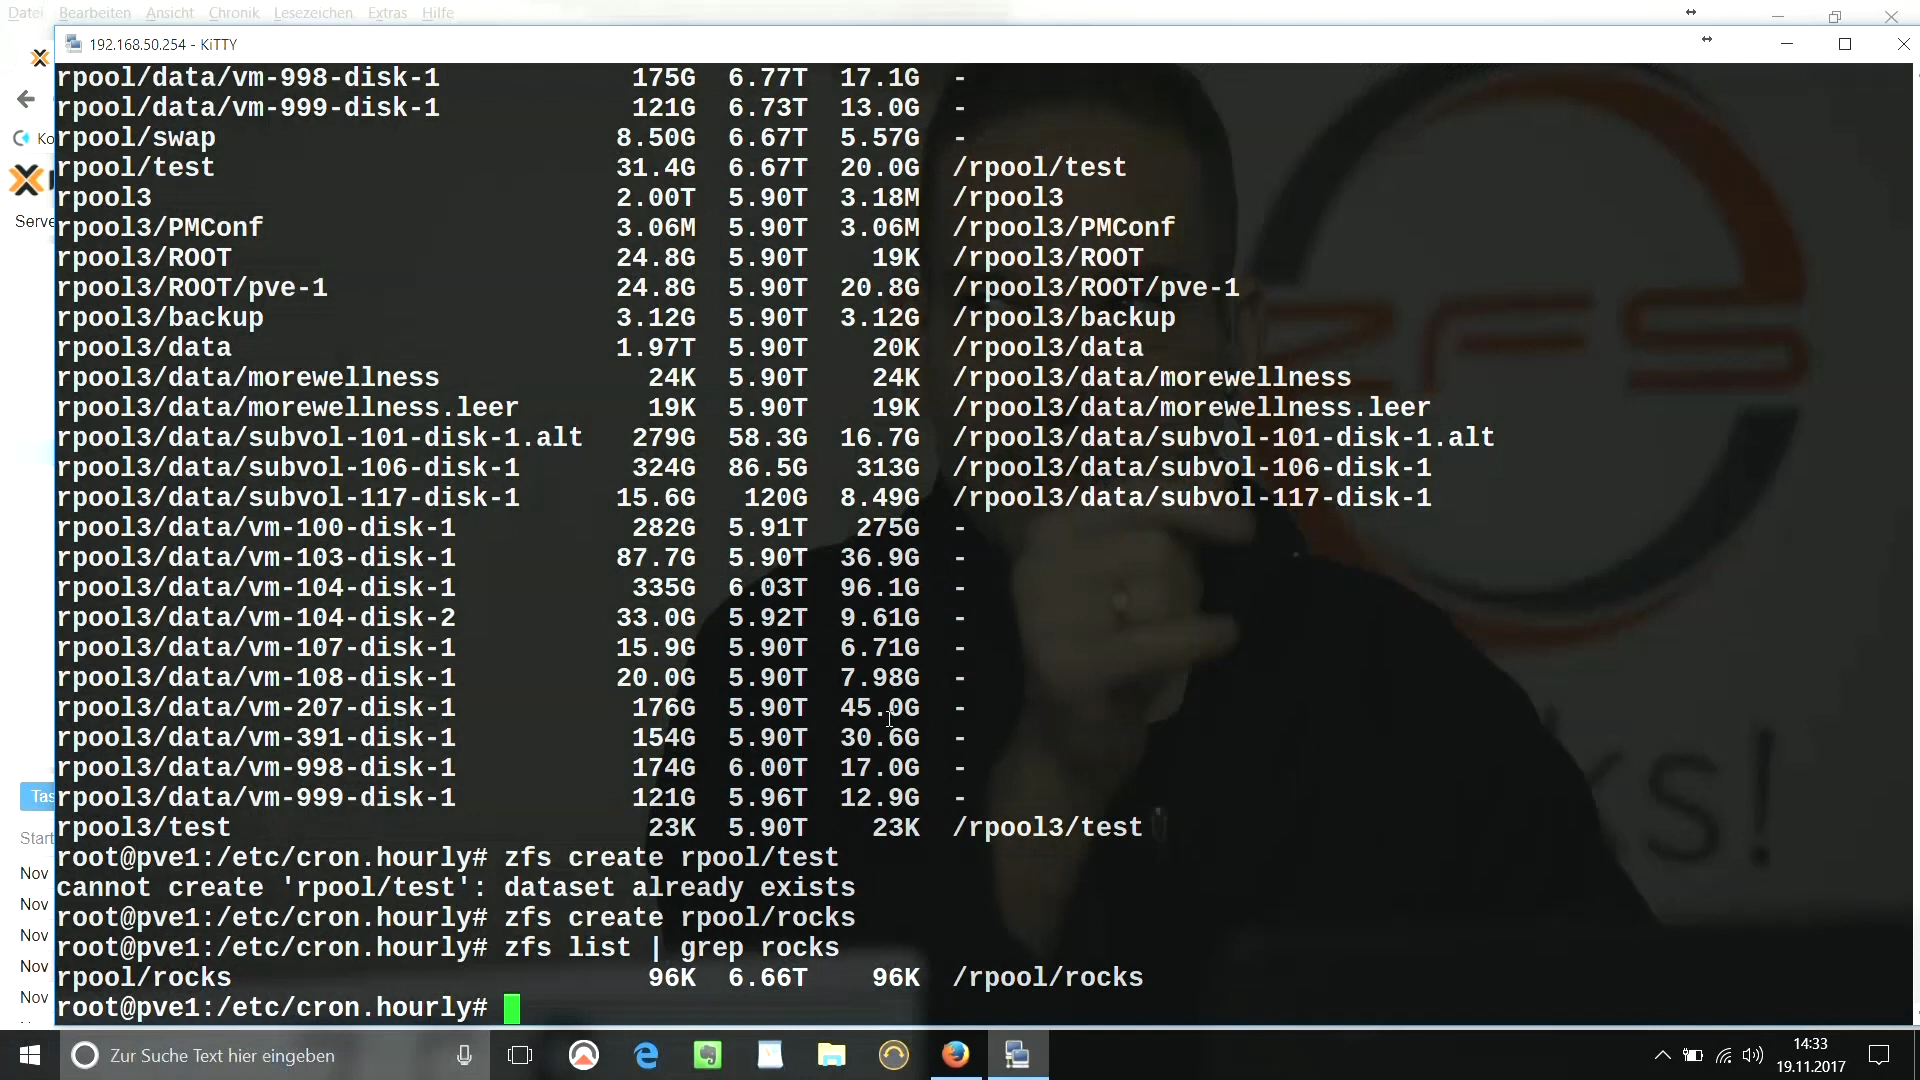 Datei Bearbeiten Ansicht Chronik Lesezeichen Extras Hilfe
192.168.50.254 - KiTTY
rpool/data/vm-998-disk-1 175G 6.77T 17.1G -
rpool/data/vm-999-disk-1 121G 6.73T 13.0G -
rpool/swap 8.50G 6.67T 5.57G -
rpool/test 31.4G 6.67T 20.0G /rpool/test
rpool3 2.00T 5.90T 3.18M /rpool3
rpool3/PMConf 3.06M 5.90T 3.06M /rpool3/PMConf
rpool3/ROOT 24.8G 5.90T 19K /rpool3/ROOT
rpool3/ROOT/pve-1 24.8G 5.90T 20.8G /rpool3/ROOT/pve-1
rpool3/backup 3.12G 5.90T 3.12G /rpool3/backup
rpool3/data 1.97T 5.90T 20K /rpool3/data
rpool3/data/morewellness 24K 5.90T 24K /rpool3/data/morewellness
rpool3/data/morewellness.leer 19K 5.90T 19K /rpool3/data/morewellness.leer
rpool3/data/subvol-101-disk-1.alt 279G 58.3G 16.7G /rpool3/data/subvol-101-disk-1.alt
rpool3/data/subvol-106-disk-1 324G 86.5G 313G /rpool3/data/subvol-106-disk-1
rpool3/data/subvol-117-disk-1 15.6G 120G 8.49G /rpool3/data/subvol-117-disk-1
rpool3/data/vm-100-disk-1 282G 5.91T 275G -
rpool3/data/vm-103-disk-1 87.7G 5.90T 36.9G -
rpool3/data/vm-104-disk-1 335G 6.03T 96.1G -
rpool3/data/vm-104-disk-2 33.0G 5.92T 9.61G -
rpool3/data/vm-107-disk-1 15.9G 5.90T 6.71G -
rpool3/data/vm-108-disk-1 20.0G 5.90T 7.98G -
rpool3/data/vm-207-disk-1 176G 5.90T 45.0G -
rpool3/data/vm-391-disk-1 154G 5.90T 30.6G -
rpool3/data/vm-998-disk-1 174G 6.00T 17.0G -
rpool3/data/vm-999-disk-1 121G 5.96T 12.9G -
rpool3/test 23K 5.90T 23K /rpool3/test
root@pve1:/etc/cron.hourly# zfs create rpool/test
cannot create 'rpool/test': dataset already exists
root@pve1:/etc/cron.hourly# zfs create rpool/rocks
root@pve1:/etc/cron.hourly# zfs list | grep rocks
rpool/rocks 96K 6.66T 96K /rpool/rocks
root@pve1:/etc/cron.hourly#
Ko
Serve
Tas
Start
Nov
Nov
Nov
Nov
Nov
ZFS
ks!
Zur Suche Text hier eingeben
14:33
19.11.2017